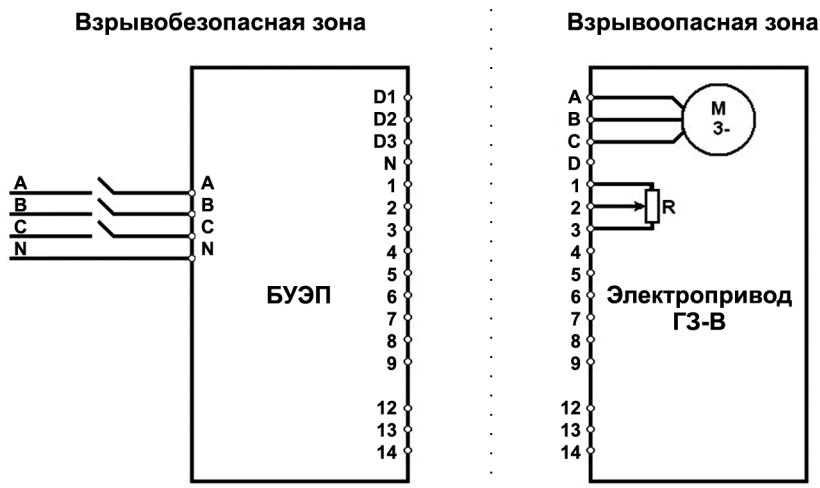 Взрывобезопасная зона
Взрывоопасная зона
A
B
C
N
A
B
C
N
БУЭП
D1
D2
D3
N
1
2
3
4
5
6
7
8
9
12
13
14
A
B
C
D
1
2
3
4
5
6
7
8
9
12
13
14
М
3-
R
Электропривод
ГЗ-В